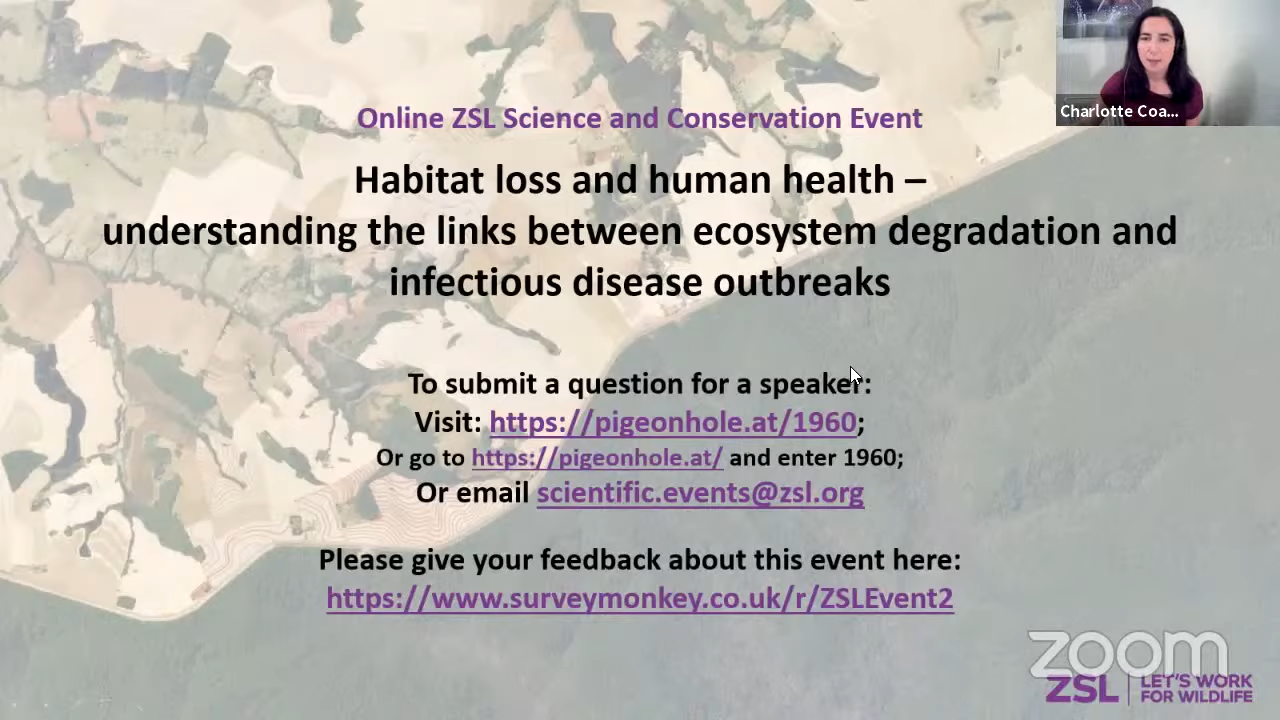 Charlotte Coa...
Online ZSL Science and Conservation Event
Habitat loss and human health –
understanding the links between ecosystem degradation and
infectious disease outbreaks
To submit a question for a speaker:
Visit: https://pigeonhole.at/1960;
Or go to https://pigeonhole.at/ and enter 1960;
Or email scientific.events@zsl.org
Please give your feedback about this event here:
https://www.surveymonkey.co.uk/r/ZSLEvent2
zoom
ZSL LET'S WORK
FOR WILDLIFE